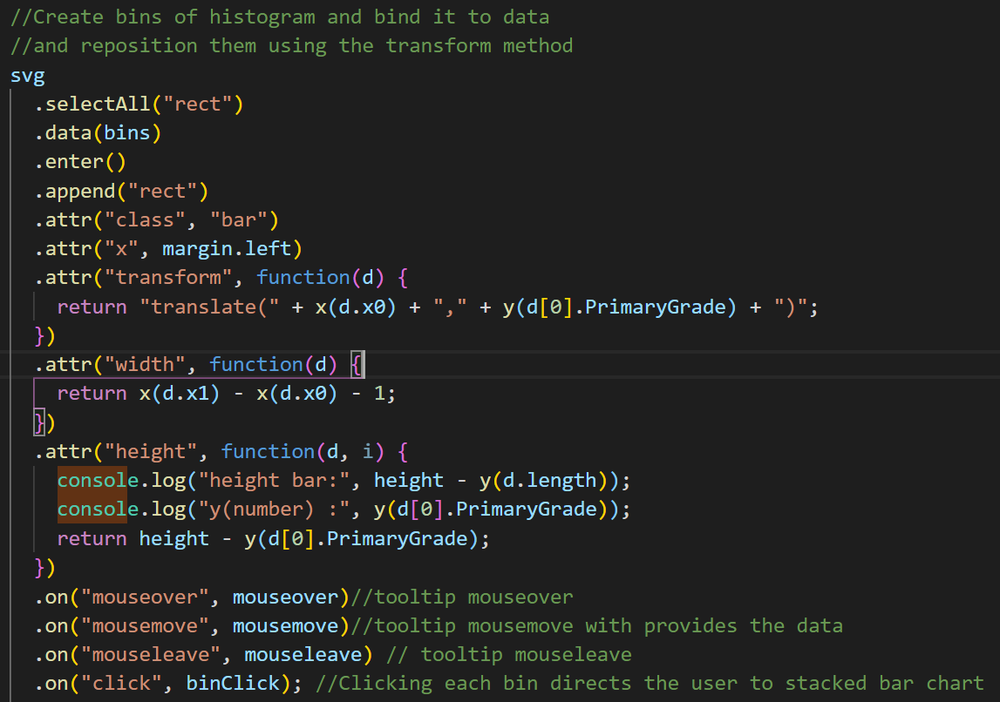 //Create bins of histogram and bind it to data
//and reposition them using the transform method
svg
  .selectAll("rect")
  .data(bins)
  .enter()
  .append("rect")
  .attr("class", "bar")
  .attr("x", margin.left)
  .attr("transform", function(d) {
    return "translate(" + x(d.x0) + "," + y(d[0].PrimaryGrade) + ")";
  })
  .attr("width", function(d) {
    return x(d.x1) - x(d.x0) - 1;
  })
  .attr("height", function(d, i) {
    console.log("height bar:", height - y(d.length));
    console.log("y(number) :", y(d[0].PrimaryGrade));
    return height - y(d[0].PrimaryGrade);
  })
  .on("mouseover", mouseover)//tooltip mouseover
  .on("mousemove", mousemove)//tooltip mousemove with provides the data
  .on("mouseleave", mouseleave) // tooltip mouseleave
  .on("click", binClick); //Clicking each bin directs the user to stacked bar chart